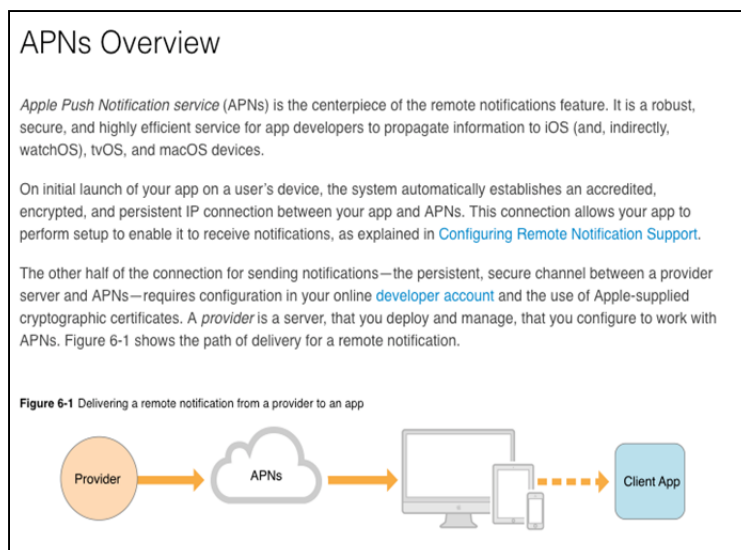 APNs Overview
Apple Push Notification service (APNs) is the centerpiece of the remote notifications feature. It is a robust,
secure, and highly efficient service for app developers to propagate information to iOS (and, indirectly,
watchOS), tvOS, and macOS devices.
On initial launch of your app on a user's device, the system automatically establishes an accredited,
encrypted, and persistent IP connection between your app and APNs. This connection allows your app to
perform setup to enable it to receive notifications, as explained in Configuring Remote Notification Support.
The other half of the connection for sending notifications—the persistent, secure channel between a provider
server and APNs—requires configuration in your online developer account and the use of Apple-supplied
cryptographic certificates. A provider is a server, that you deploy and manage, that you configure to work with
APNs. Figure 6-1 shows the path of delivery for a remote notification.
Figure 6-1 Delivering a remote notification from a provider to an app
Provider
APNs
Client App